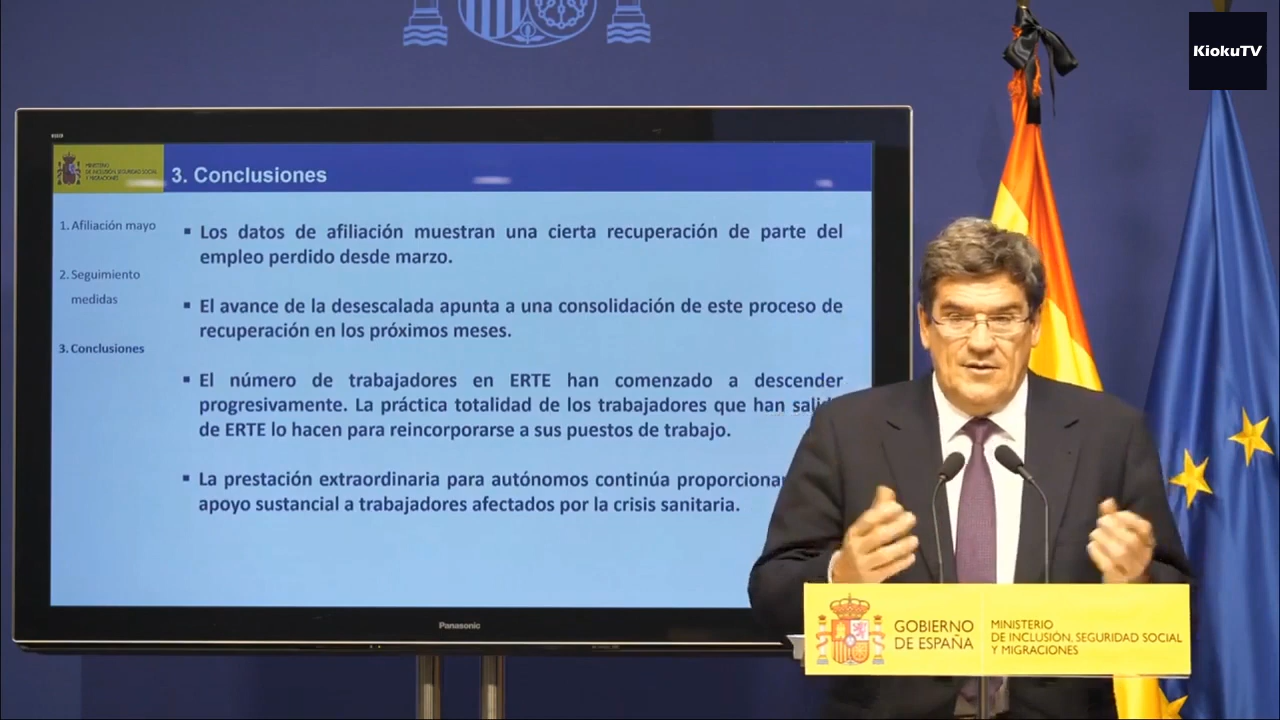 KiokuTV
MINISTERIO
DE INCLUSIÓN, SEGURIDAD SOCIAL
Y MIGRACIONES
3. Conclusiones
1. Afiliación mayo
2. Seguimiento
medidas
3. Conclusiones
▪ Los datos de afiliación muestran una cierta recuperación de parte del
empleo perdido desde marzo.
▪ El avance de la desescalada apunta a una consolidación de este proceso de
recuperación en los próximos meses.
▪ El número de trabajadores en ERTE han comenzado a descender
progresivamente. La práctica totalidad de los trabajadores que han salid
de ERTE lo hacen para reincorporarse a sus puestos de trabajo.
▪ La prestación extraordinaria para autónomos continúa proporciona
apoyo sustancial a trabajadores afectados por la crisis sanitaria.
Panasonic
GOBIERNO
DE ESPAÑA
MINISTERIO
DE INCLUSIÓN, SEGURIDAD SOCIAL
Y MIGRACIONES